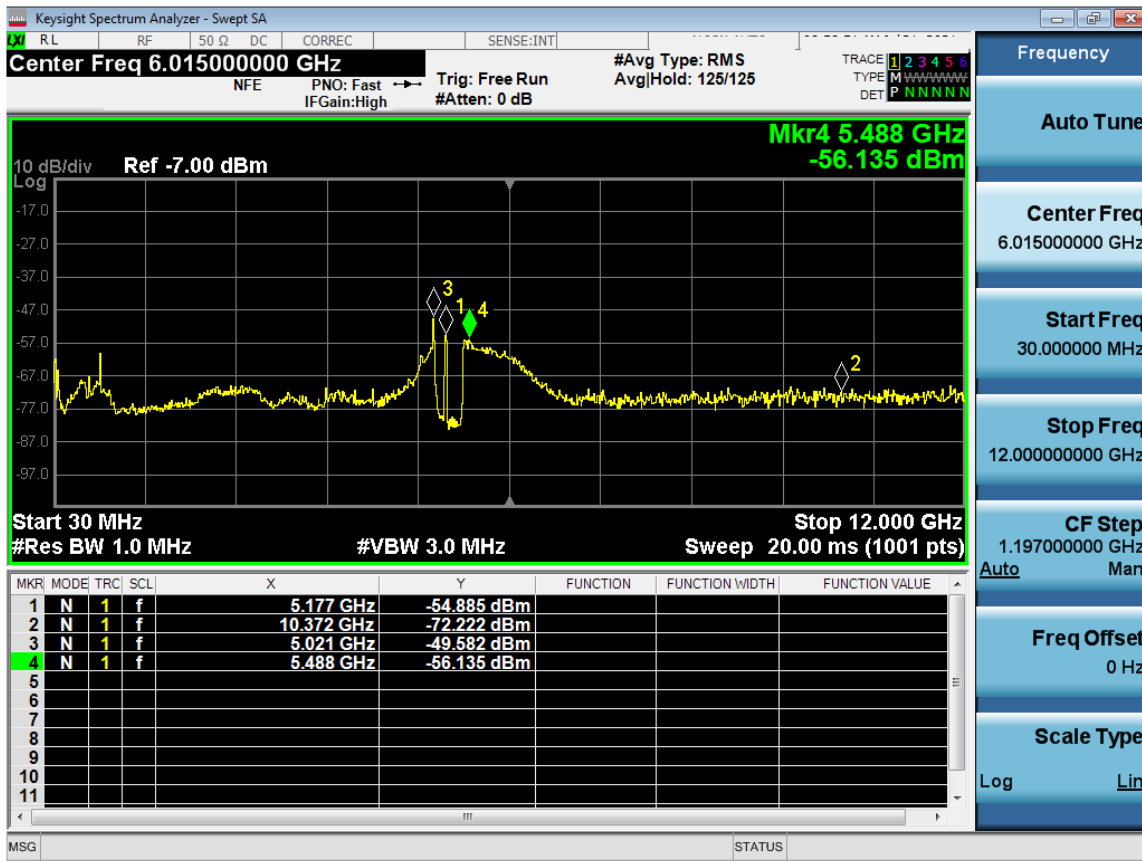 Keysight Spectrum Analyzer - Swept SA
LXI RL RF 50 Ω DC CORREC SENSE:INT
Center Freq 6.015000000 GHz
NFE
PNO: Fast
IFGain:High
Trig: Free Run
#Atten: 0 dB
#Avg Type: RMS
Avg|Hold: 125/125
TRACE 1 2 3 4 5 6
TYPE M W W W W W
DET P N N N N N
Mkr4 5.488 GHz
-56.135 dBm
10 dB/div Ref -7.00 dBm
Log
-17.0
-27.0
-37.0
-47.0
-57.0
-67.0
-77.0
-87.0
-97.0
3
1 4
2
Start 30 MHz Stop 12.000 GHz
#Res BW 1.0 MHz #VBW 3.0 MHz Sweep 20.00 ms (1001 pts)
MKR MODE TRC SCL X Y FUNCTION FUNCTION WIDTH FUNCTION VALUE
1 N 1 f 5.177 GHz -54.885 dBm
2 N 1 f 10.372 GHz -72.222 dBm
3 N 1 f 5.021 GHz -49.582 dBm
4 N 1 f 5.488 GHz -56.135 dBm
5
6
7
8
9
10
11
MSG STATUS
Frequency
Auto Tune
Center Freq
6.015000000 GHz
Start Freq
30.000000 MHz
Stop Freq
12.000000000 GHz
CF Step
1.197000000 GHz
Auto Man
Freq Offset
0 Hz
Scale Type
Log Lin